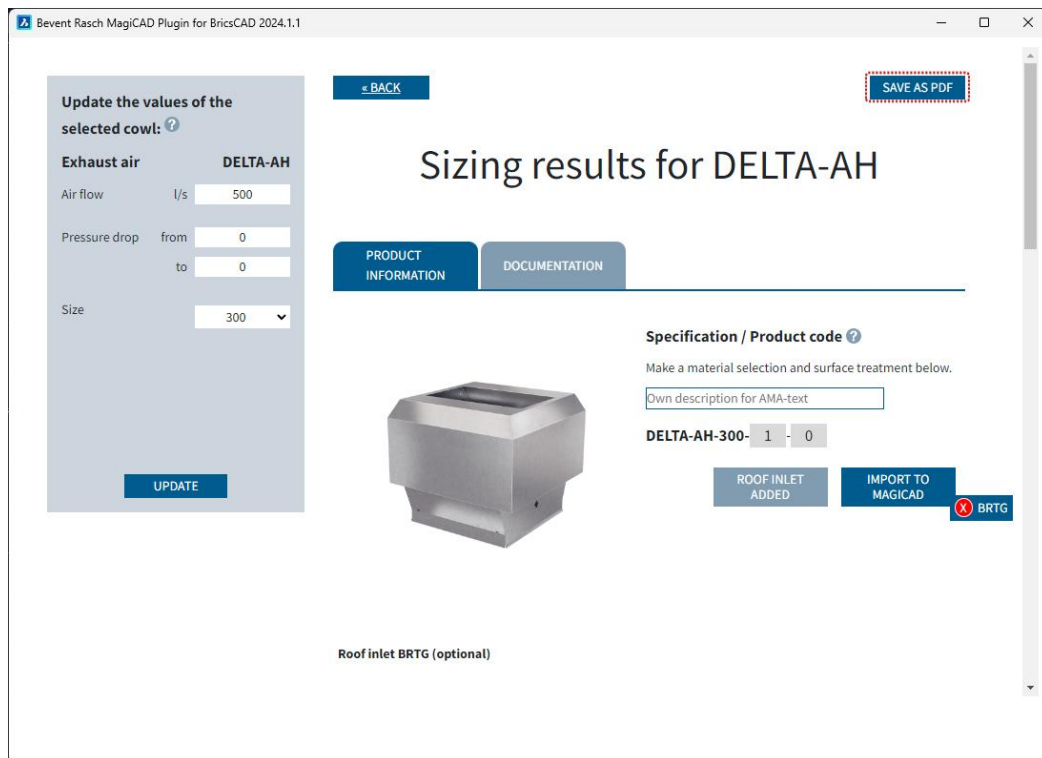 Bevent Rasch MagiCAD Plugin for BricsCAD 2024.1.1
« BACK
SAVE AS PDF
Update the values of the
selected cowl: ?
Exhaust air DELTA-AH
Air flow l/s 500
Pressure drop from 0
to 0
Size 300
UPDATE
Sizing results for DELTA-AH
PRODUCT
INFORMATION
DOCUMENTATION
Specification / Product code ?
Make a material selection and surface treatment below.
Own description for AMA-text
DELTA-AH-300- 1 - 0
ROOF INLET
ADDED
IMPORT TO
MAGICAD
X BRTG
Roof inlet BRTG (optional)